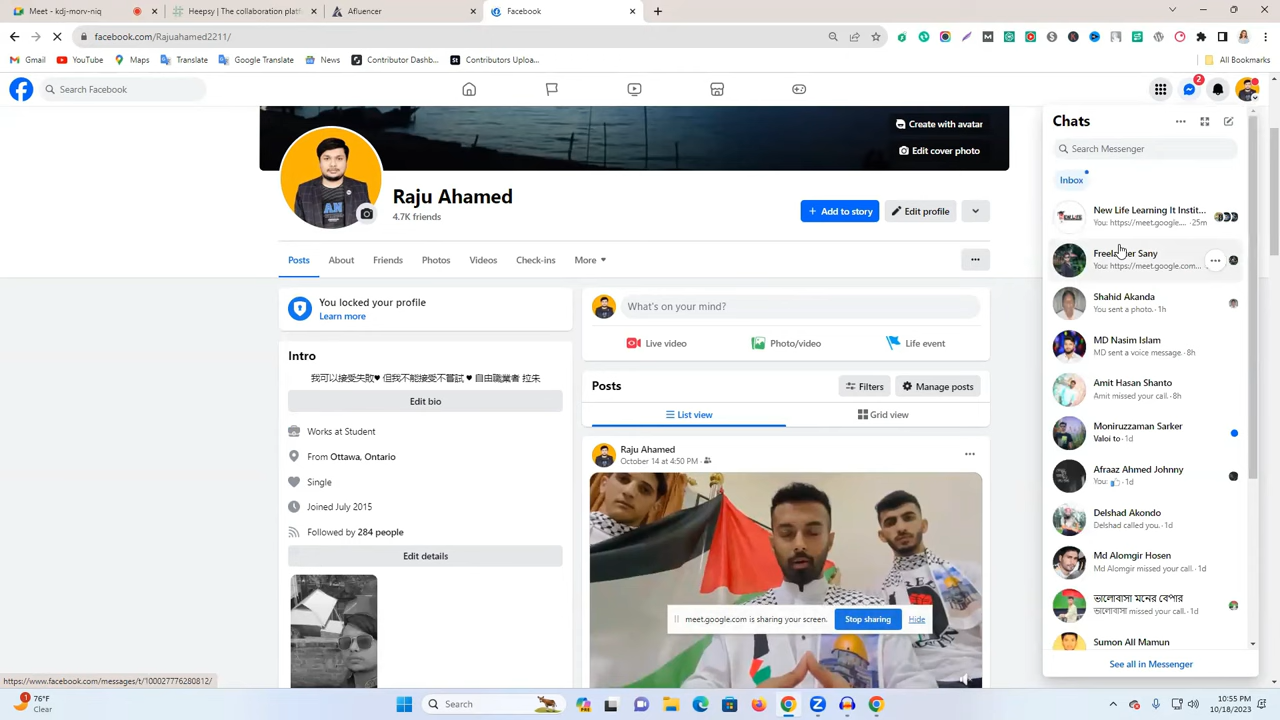 Meet - kdj-morv-niq
Heepsy | The collaboration platf
Afluencer
Facebook
facebook.com/Rajuahamed2211/
Gmail
YouTube
Maps
Translate
Google Translate
News
Contributor Dashb...
Contributors Uploa...
All Bookmarks
Search Facebook
2
Create with avatar
Edit cover photo
Raju Ahamed
4.7K friends
+ Add to story
Edit profile
Posts
About
Friends
Photos
Videos
Check-ins
More
You locked your profile
Learn more
Intro
我可以接受失敗♥ 但我不能接受不嘗試 ♥ 自由職業者 拉朱
Edit bio
Works at Student
From Ottawa, Ontario
Single
Joined July 2015
Followed by 284 people
Edit details
What's on your mind?
Live video
Photo/video
Life event
Posts
Filters
Manage posts
List view
Grid view
Raju Ahamed
October 14 at 4:50 PM ·
meet.google.com is sharing your screen.
Stop sharing
Hide
Chats
Search Messenger
Inbox
New Life Learning It Instit...
You: https://meet.google.... · 25m
Freelancer Sany
You: https://meet.google.com...
Shahid Akanda
You sent a photo. · 1h
MD Nasim Islam
MD sent a voice message. · 8h
Amit Hasan Shanto
Amit missed your call. · 8h
Moniruzzaman Sarker
Valoi to · 1d
Afraaz Ahmed Johnny
You: 👍 · 1d
Delshad Akondo
Delshad called you. · 1d
Md Alomgir Hosen
Md Alomgir missed your call. · 1d
ভালোবাসা মনের বেপার
ভালোবাসা missed your call. · 1d
Sumon All Mamun
See all in Messenger
https://www.facebook.com/messages/t/100027776280812/
76°F
Clear
Search
10:55 PM
10/18/2023